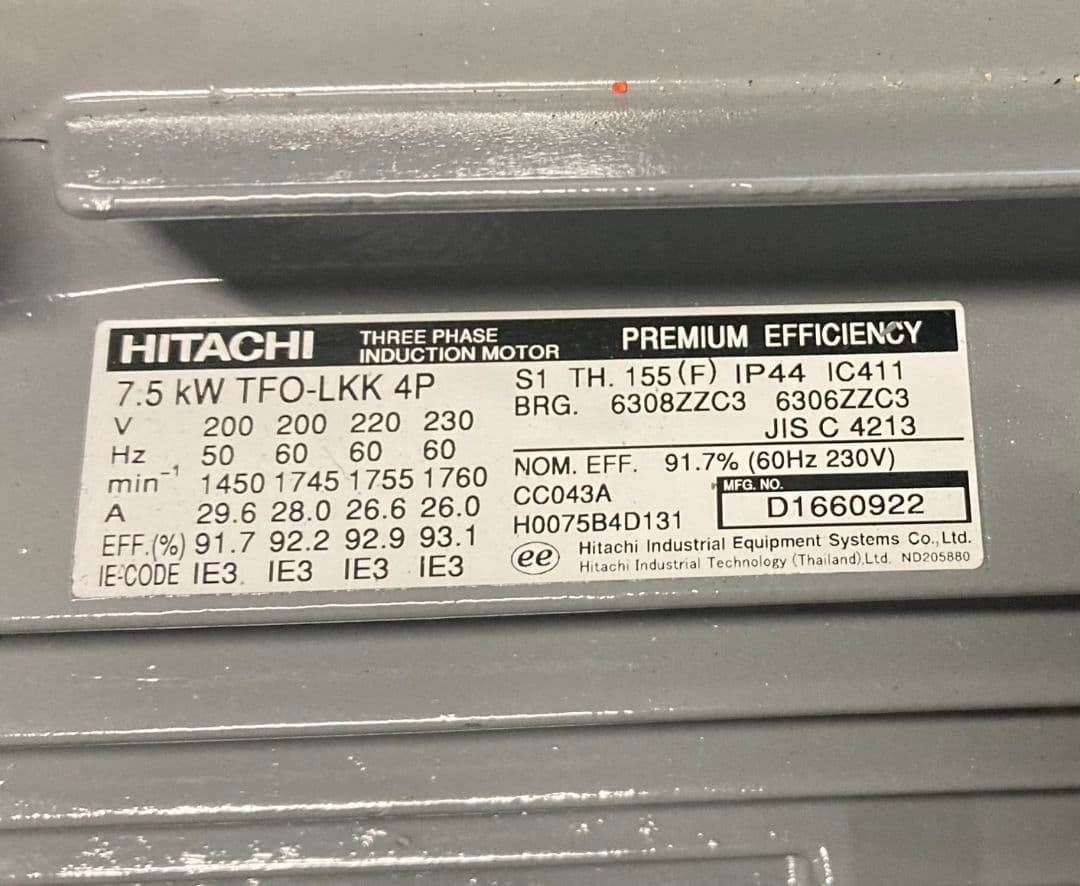 HITACHI THREE PHASE INDUCTION MOTOR PREMIUM EFFICIENCY
7.5 kW TFO-LKK 4P
V 200 200 220 230
Hz 50 60 60 60
min⁻¹ 1450 1745 1755 1760
A 29.6 28.0 26.6 26.0
EFF.(%) 91.7 92.2 92.9 93.1
IE-CODE IE3 IE3 IE3 IE3
S1 TH. 155(F) IP44 IC411
BRG. 6308ZZC3 6306ZZC3
JIS C 4213
NOM. EFF. 91.7% (60Hz 230V)
CC043A
H0075B4D131
MFG. NO.
D1660922
ee
Hitachi Industrial Equipment Systems Co.,Ltd.
Hitachi Industrial Technology (Thailand),Ltd. ND205880